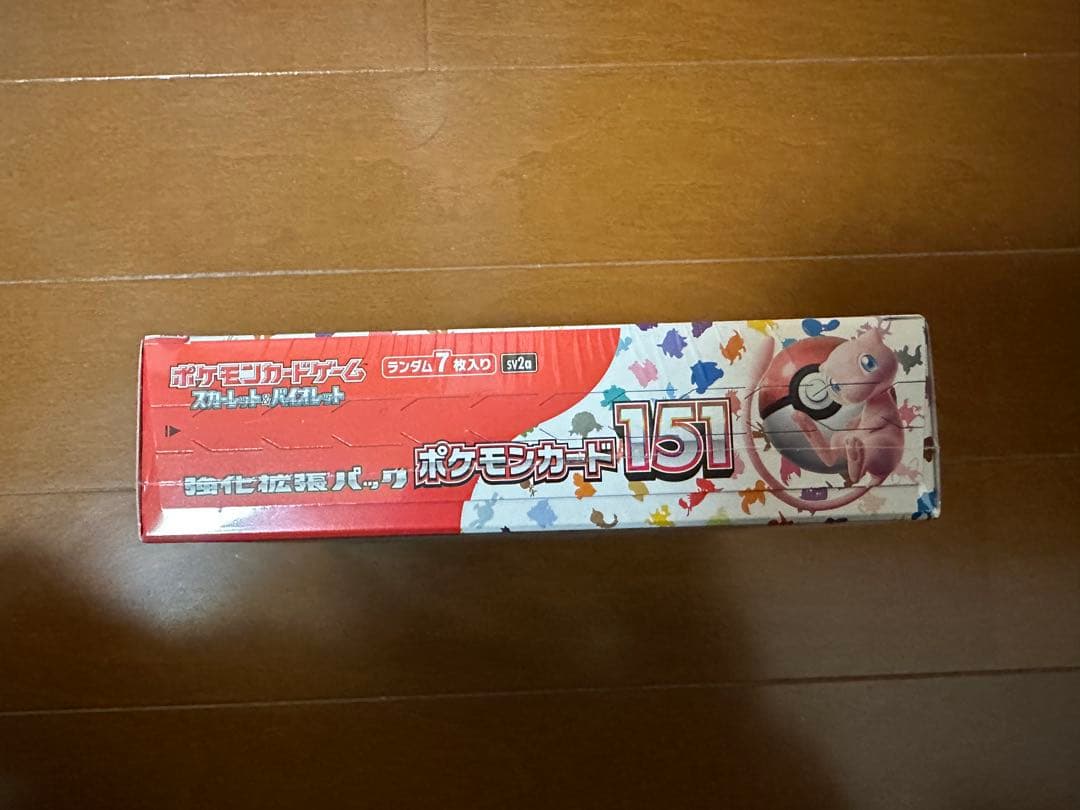 ポケモンカードゲーム
スカーレット&バイオレット
ランダム7枚入り
sv2a
強化拡張パック
ポケモンカード151